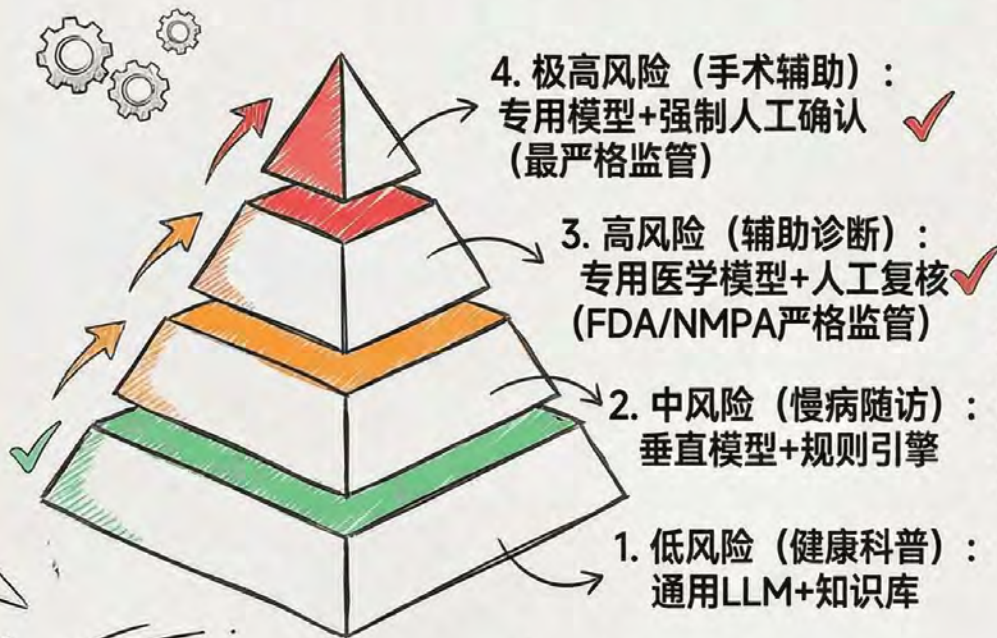 4. 极高风险（手术辅助）：
专用模型+强制人工确认
（最严格监管）
3. 高风险（辅助诊断）：
专用医学模型+人工复核
（FDA/NMPA严格监管）
2. 中风险（慢病随访）：
垂直模型+规则引擎
1. 低风险（健康科普）：
通用LLM+知识库